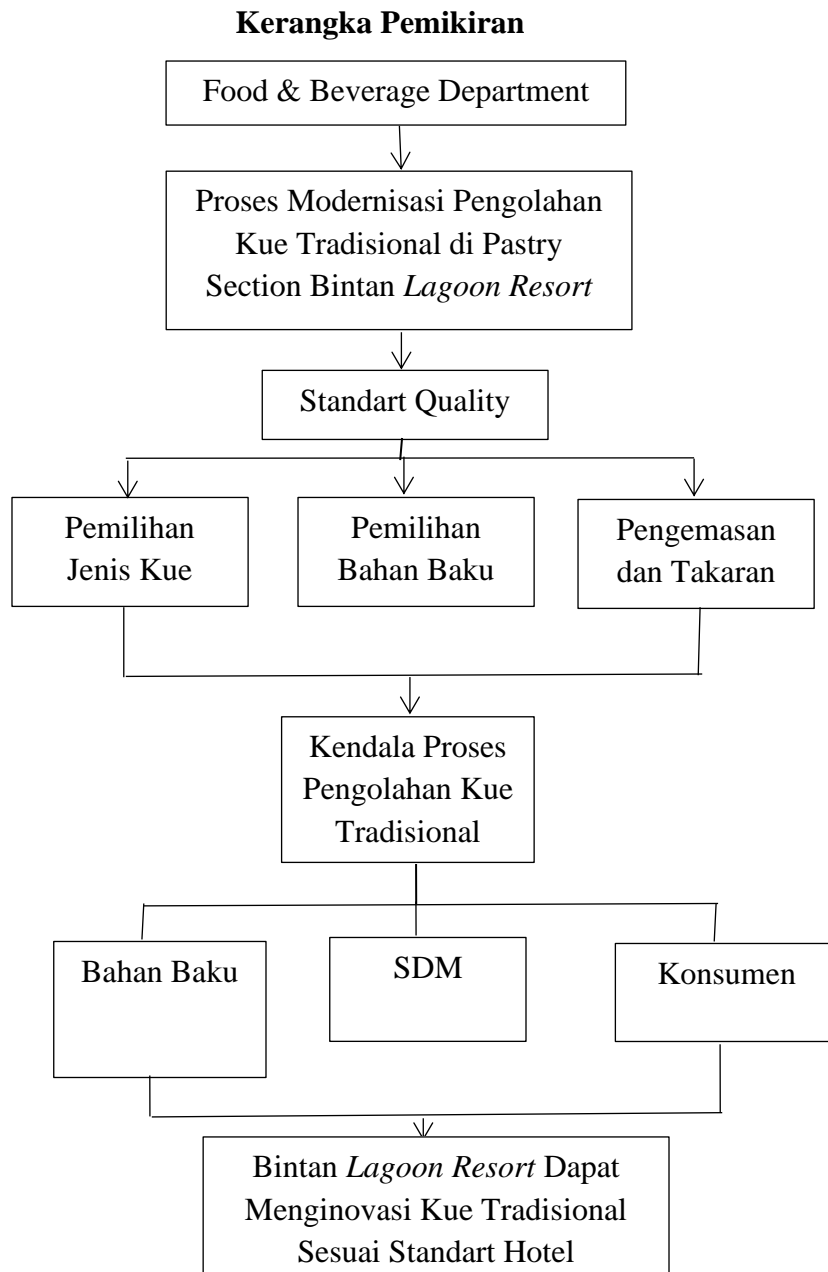 Kerangka Pemikiran
Food & Beverage Department
Proses Modernisasi Pengolahan
Kue Tradisional di Pastry
Section Bintan Lagoon Resort
Standart Quality
Pemilihan
Jenis Kue
Pemilihan
Bahan Baku
Pengemasan
dan Takaran
Kendala Proses
Pengolahan Kue
Tradisional
Bahan Baku
SDM
Konsumen
Bintan Lagoon Resort Dapat
Menginovasi Kue Tradisional
Sesuai Standart Hotel